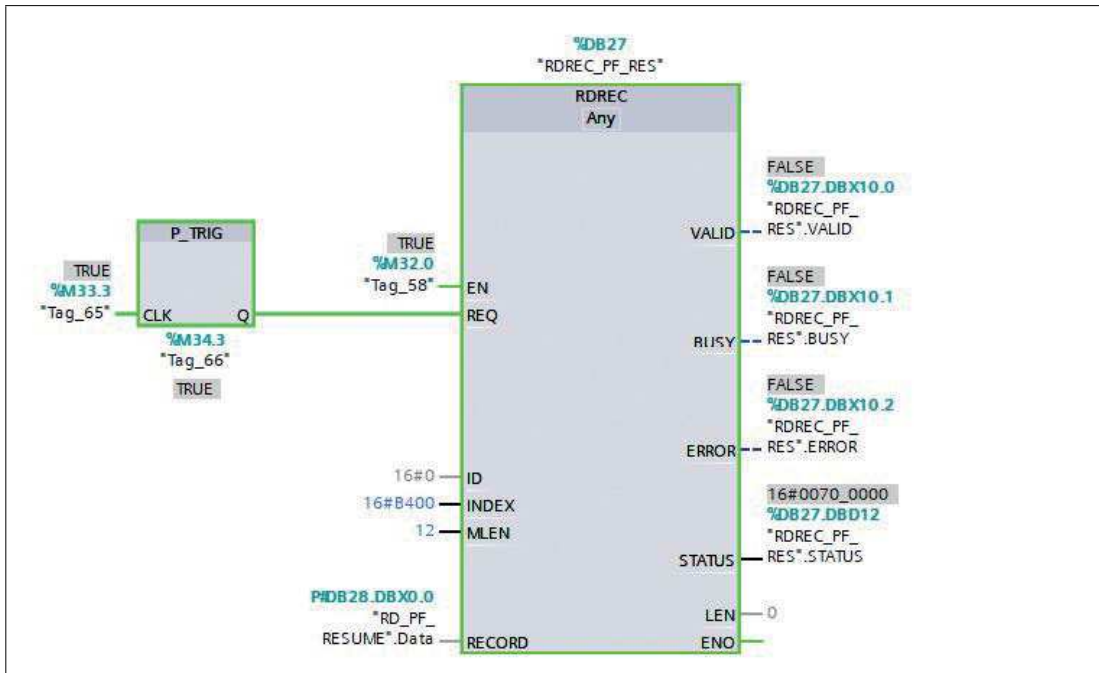 %DB27
"RDREC_PF_RES"
RDREC
Any
P_TRIG
TRUE
%M33.3
"Tag_65"
CLK
Q
%M34.3
"Tag_66"
TRUE
TRUE
%M32.0
"Tag_58"
EN
REQ
16#0
ID
16#B400
INDEX
12
MLEN
P#DB28.DBX0.0
"RD_PF_
RESUME".Data
RECORD
FALSE
%DB27.DBX10.0
"RDREC_PF_
VALID
RES".VALID
FALSE
%DB27.DBX10.1
"RDREC_PF_
BUSY
RES".BUSY
FALSE
%DB27.DBX10.2
"RDREC_PF_
ERROR
RES".ERROR
16#0070_0000
%DB27.DBD12
"RDREC_PF_
STATUS
RES".STATUS
LEN
0
ENO